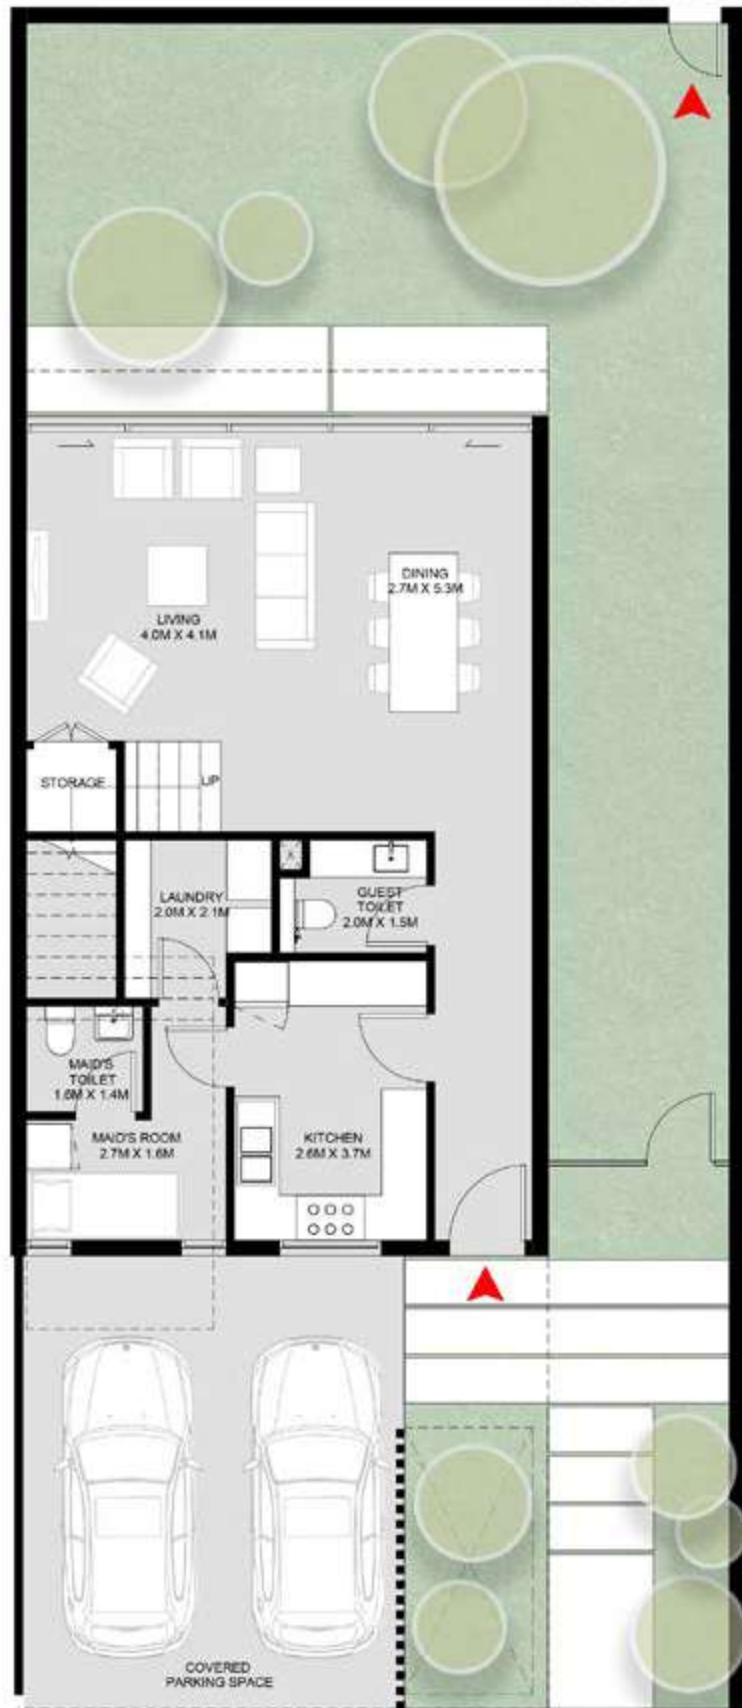 DINING
2.7M X 5.3M
LIVING
4.0M X 4.1M
STORAGE
UP
LAUNDRY
2.0M X 2.1M
GUEST
TOILET
2.0M X 1.5M
MAID'S
TOILET
1.6M X 1.4M
MAID'S ROOM
2.7M X 1.6M
KITCHEN
2.6M X 3.7M
COVERED
PARKING SPACE